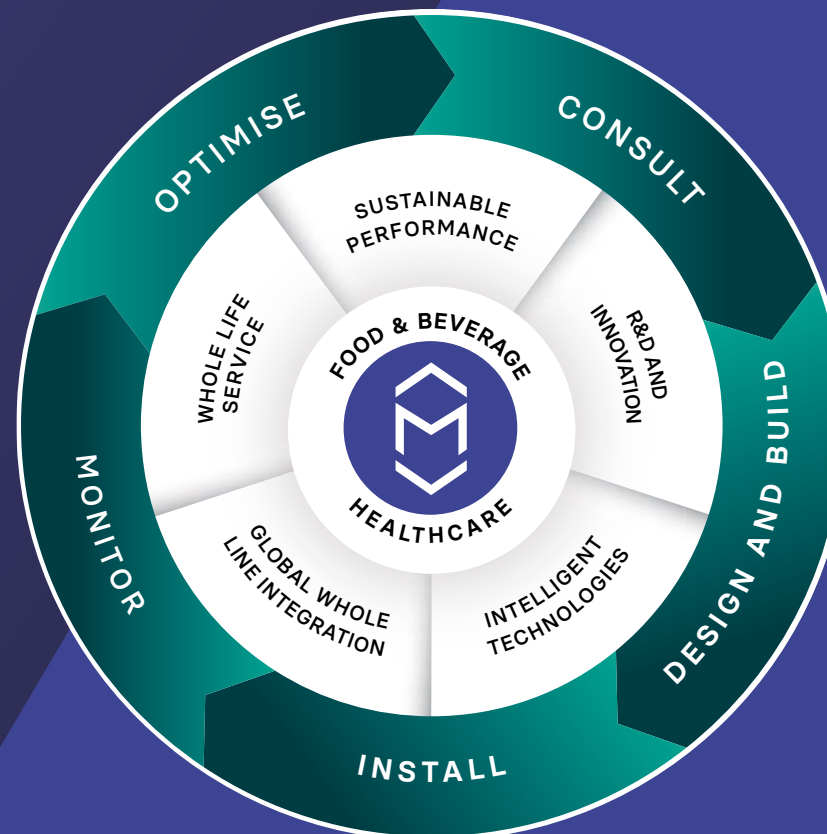 OPTIMISE
CONSULT
DESIGN AND BUILD
INSTALL
MONITOR
SUSTAINABLE
PERFORMANCE
R&D AND
INNOVATION
INTELLIGENT
TECHNOLOGIES
GLOBAL WHOLE
LINE INTEGRATION
WHOLE LIFE
SERVICE
FOOD & BEVERAGE
HEALTHCARE